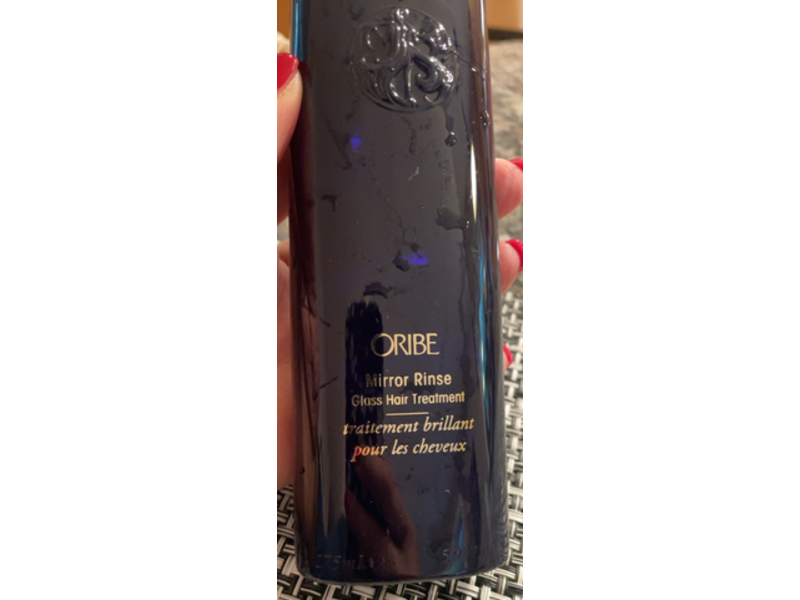 ORIBE
Mirror Rinse
Glass Hair Treatment
traitement brillant
pour les cheveux